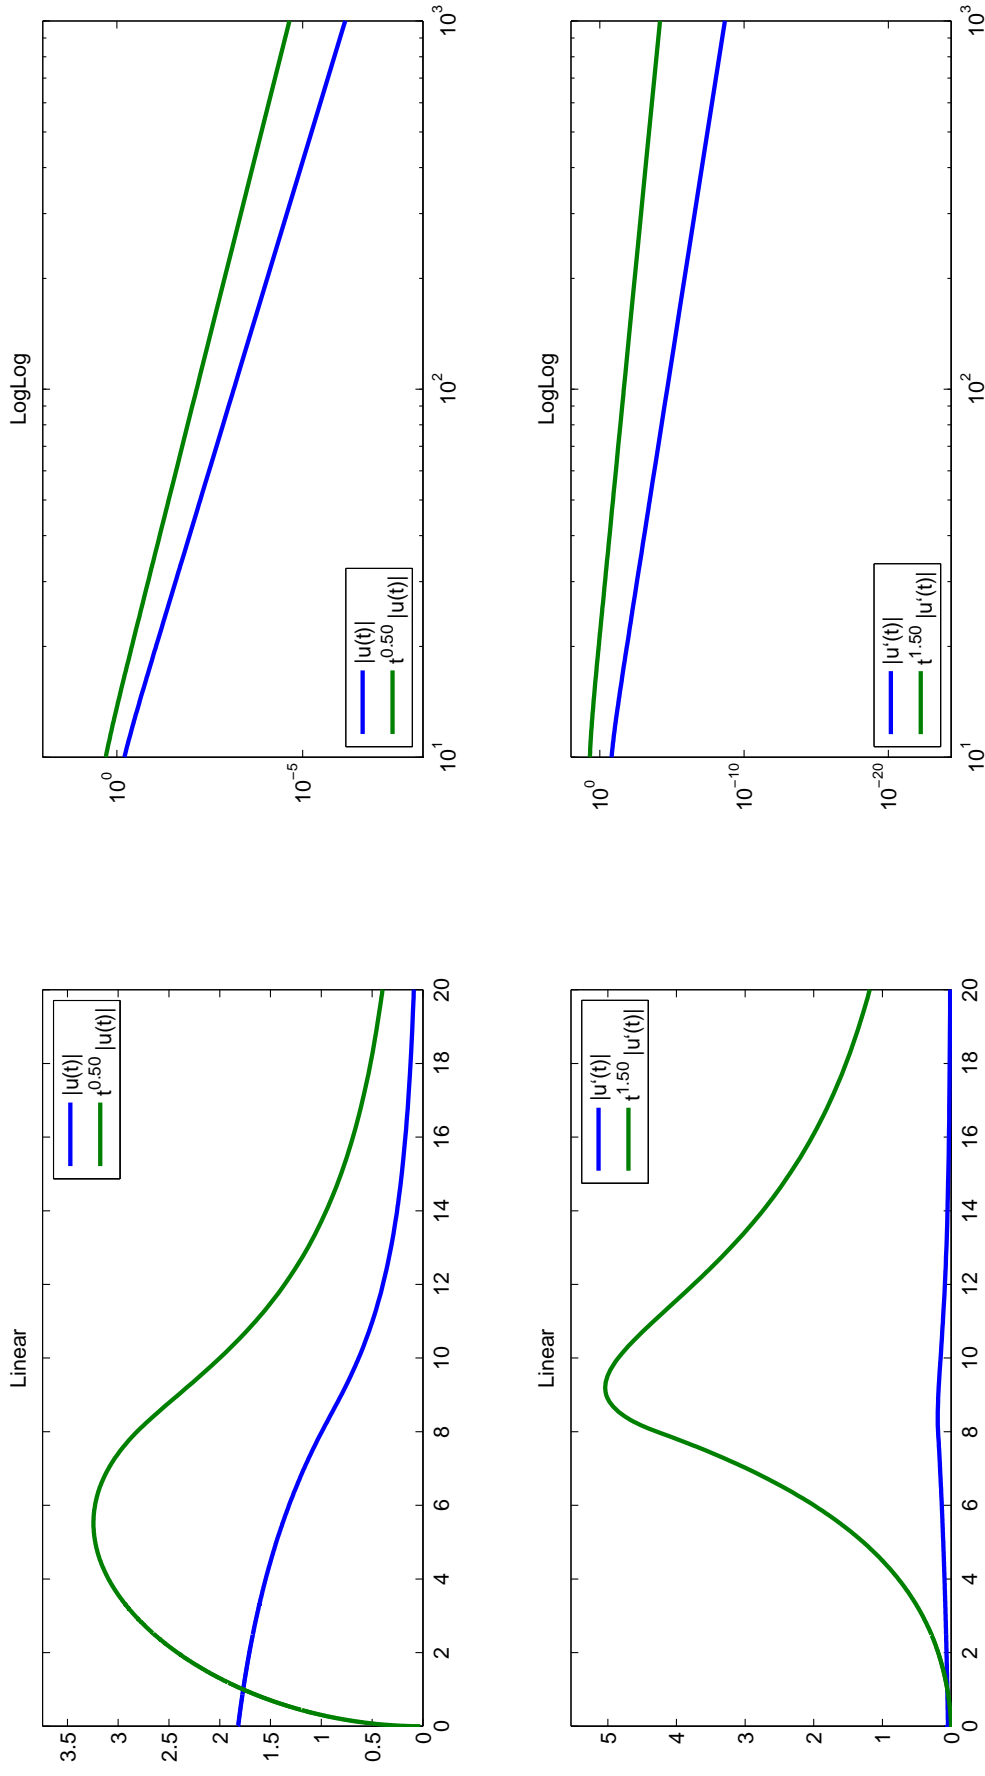 Linear
3.5
3
2.5
2
1.5
1
0.5
0
0 2 4 6 8 10 12 14 16 18 20
|u(t)|
t^0.50 |u(t)|
LogLog
10^0
10^-5
10^1 10^2 10^3
|u(t)|
t^0.50 |u(t)|
Linear
5
4
3
2
1
0
0 2 4 6 8 10 12 14 16 18 20
|u‘(t)|
t^1.50 |u‘(t)|
LogLog
10^0
10^-10
10^-20
10^1 10^2 10^3
|u‘(t)|
t^1.50 |u‘(t)|